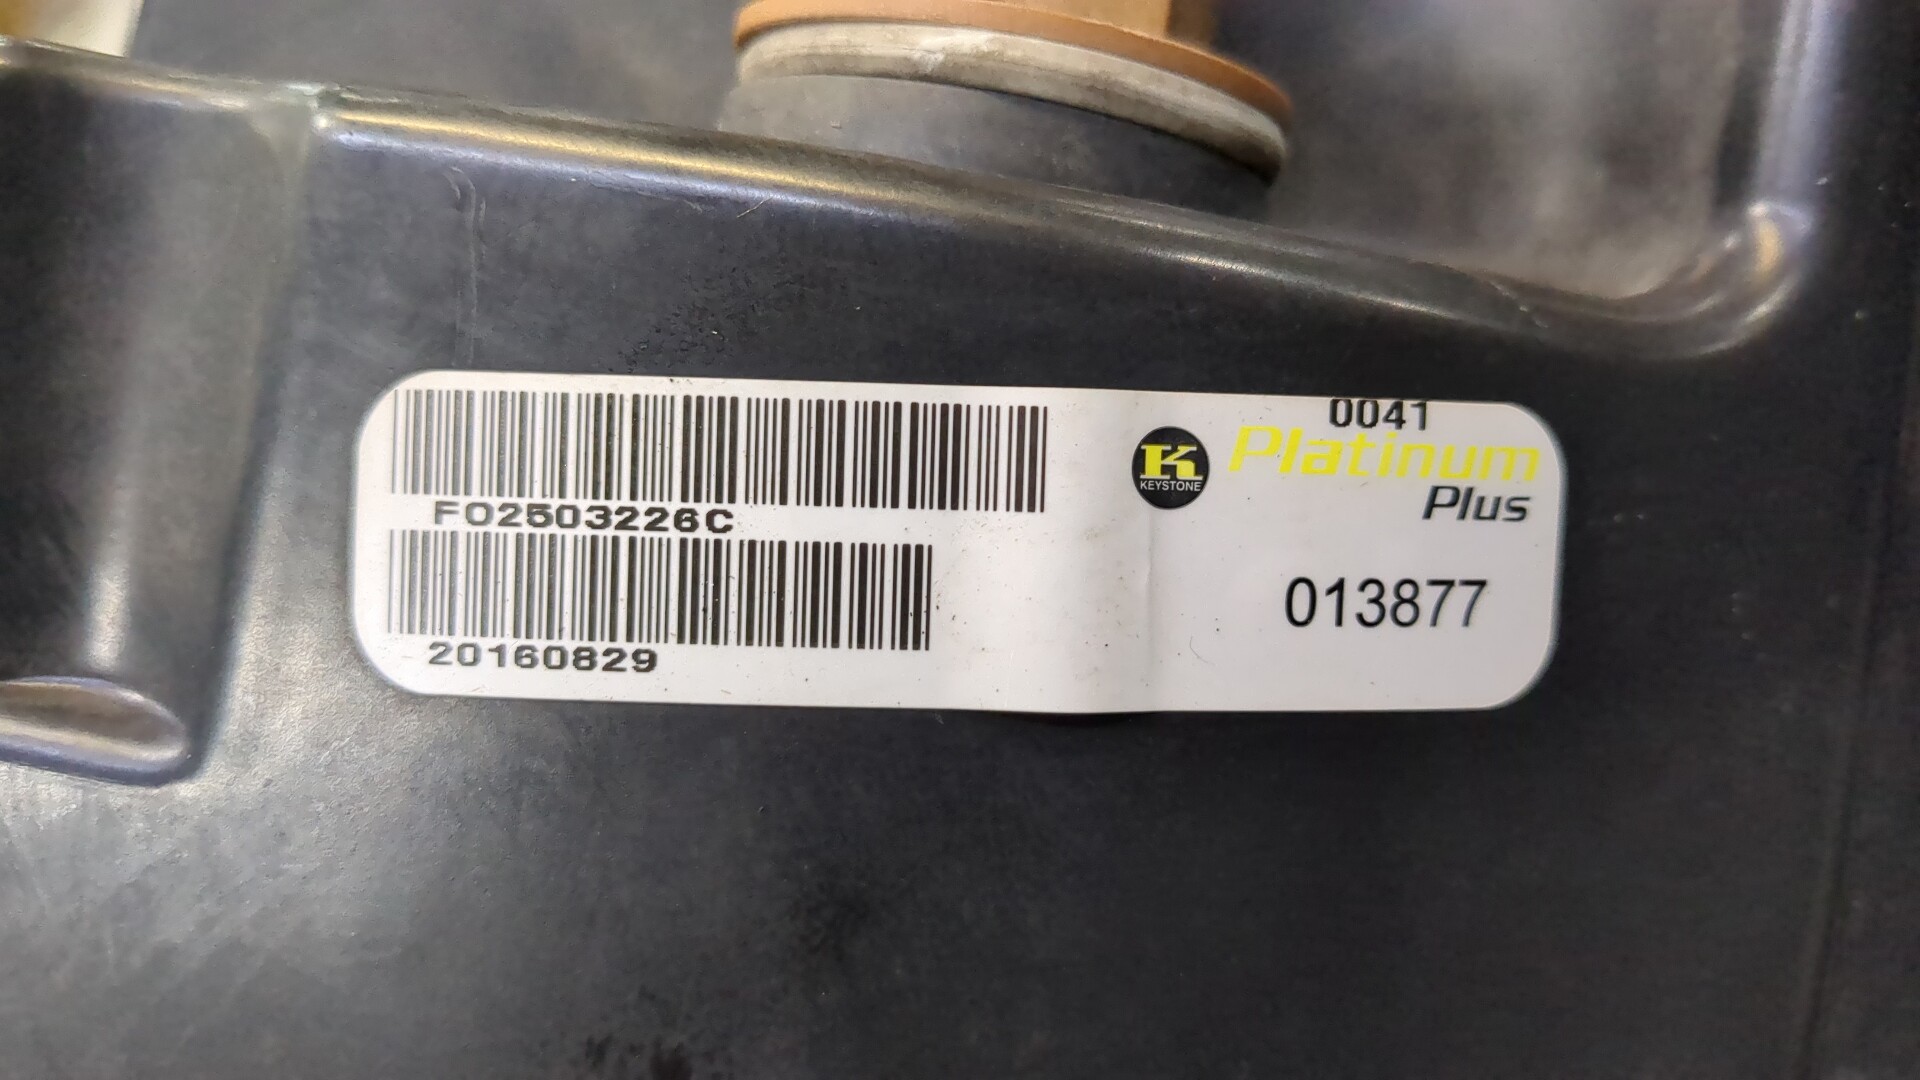 FO2503226C
20160829
0041
K
KEYSTONE
Platinum
Plus
013877